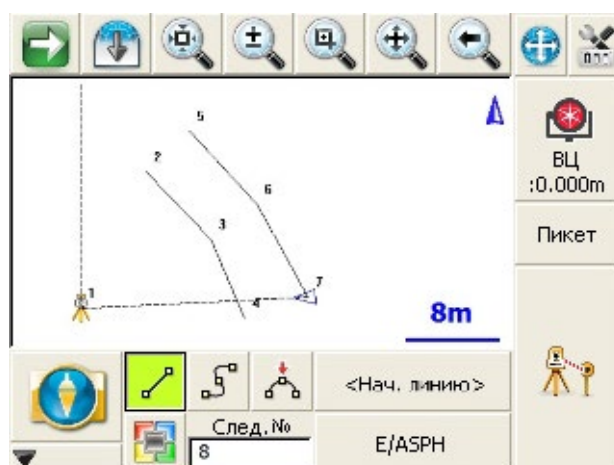 5
2
6
3
1
7
4
8m
ВЦ
:0.000m
Пикет
<Нач. линию>
След.№
8
E/ASPH